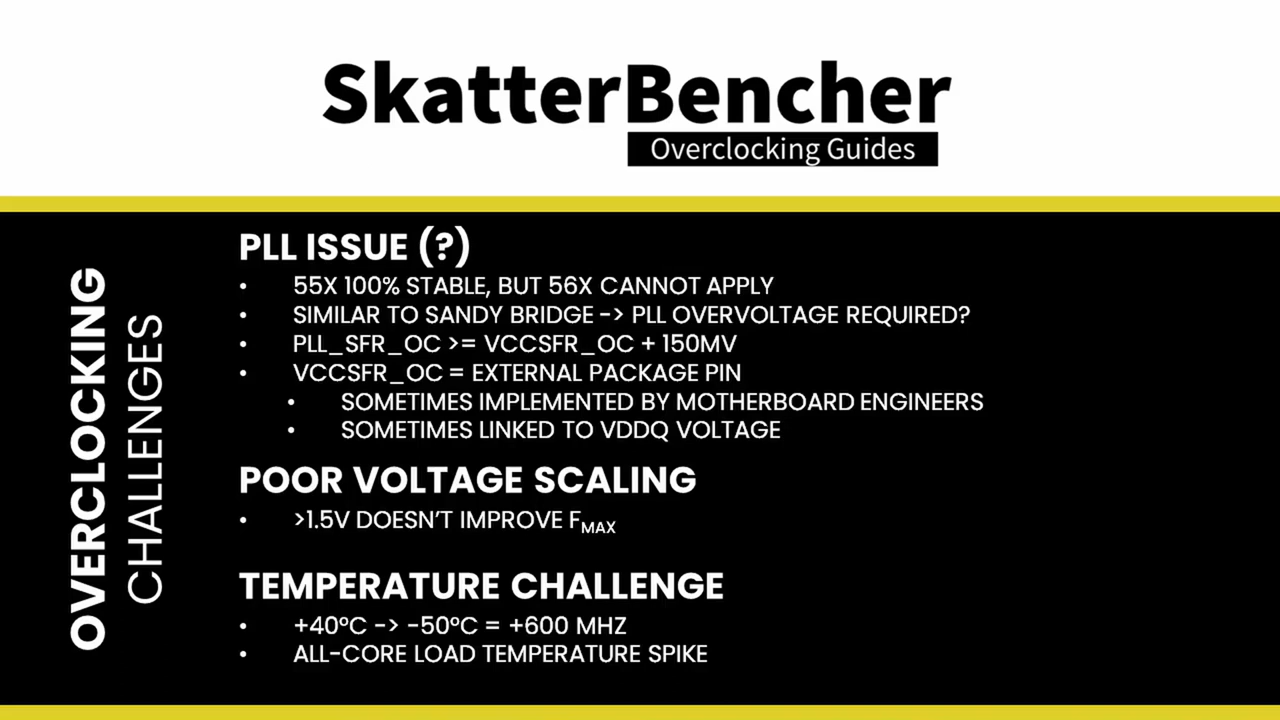 SkatterBencher
Overclocking Guides
OVERCLOCKING
CHALLENGES
PLL ISSUE (?)
• 55X 100% STABLE, BUT 56X CANNOT APPLY
• SIMILAR TO SANDY BRIDGE -> PLL OVERVOLTAGE REQUIRED?
• PLL_SFR_OC >= VCCSFR_OC + 150MV
• VCCSFR_OC = EXTERNAL PACKAGE PIN
• SOMETIMES IMPLEMENTED BY MOTHERBOARD ENGINEERS
• SOMETIMES LINKED TO VDDQ VOLTAGE
POOR VOLTAGE SCALING
• >1.5V DOESN'T IMPROVE FMAX
TEMPERATURE CHALLENGE
• +40°C -> -50°C = +600 MHZ
• ALL-CORE LOAD TEMPERATURE SPIKE